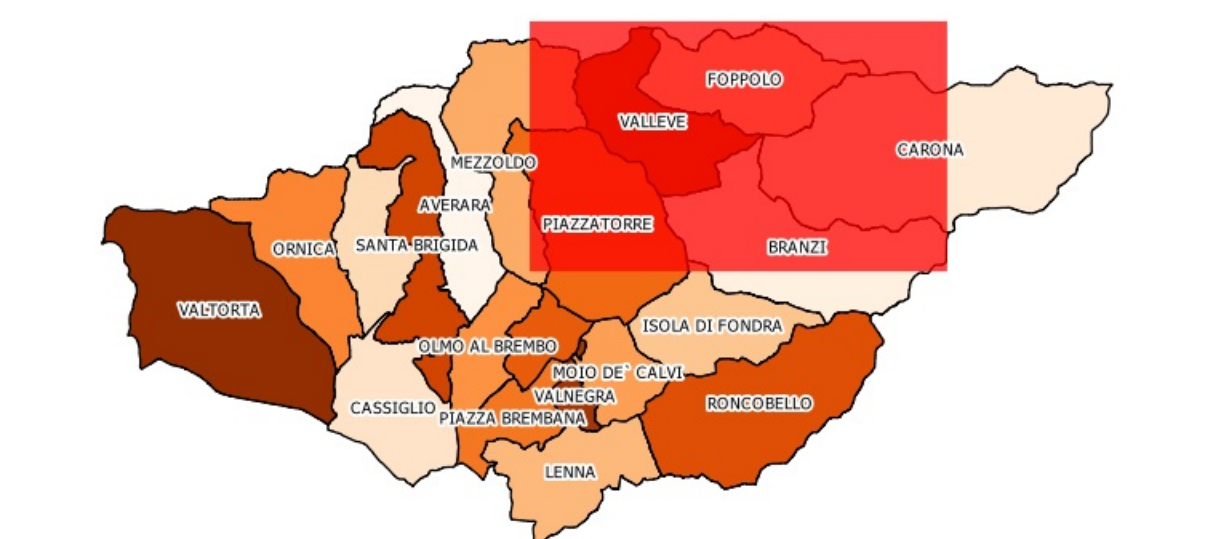 FOPPOLO
VALLEVE
CARONA
MEZZOLDO
AVERARA
PIAZZATORRE
ORNICA
SANTA BRIGIDA
BRANZI
VALTORTA
ISOLA DI FONDRA
OLMO AL BREMBO
MOIO DE` CALVI
VALNEGRA
CASSIGLIO
RONCOBELLO
PIAZZA BREMBANA
LENNA